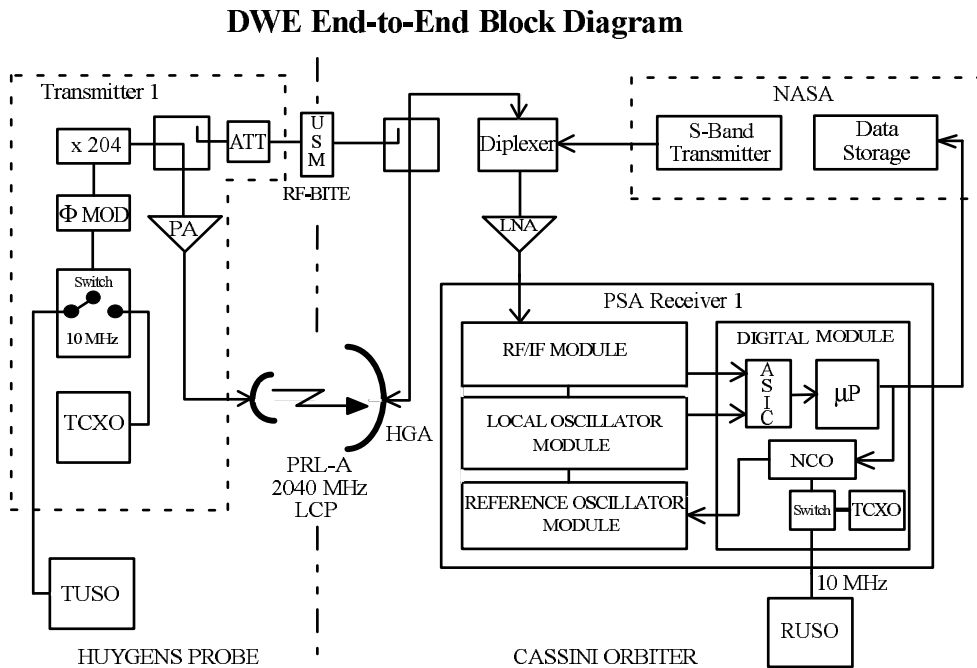 DWE End-to-End Block Diagram
Transmitter 1
x 204
ATT
USM
RF-BITE
Diplexer
NASA
S-Band
Transmitter
Data
Storage
Φ MOD
PA
LNA
Switch
10 MHz
TCXO
HGA
PRL-A
2040 MHz
LCP
PSA Receiver 1
RF/IF MODULE
LOCAL OSCILLATOR
MODULE
REFERENCE OSCILLATOR
MODULE
DIGITAL MODULE
ASIC
μP
NCO
Switch
TCXO
10 MHz
TUSO
RUSO
HUYGENS PROBE
CASSINI ORBITER